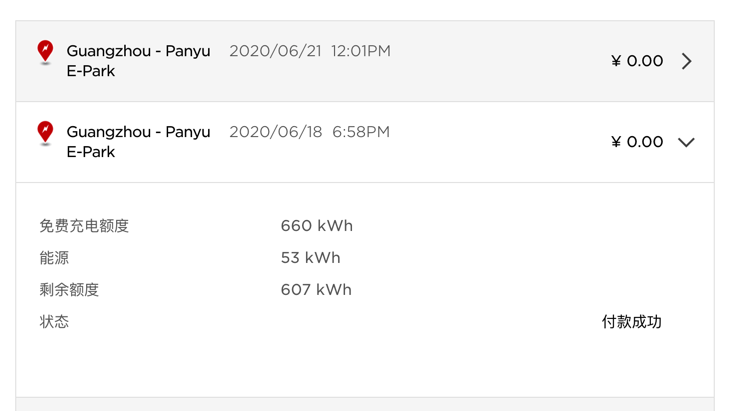 Guangzhou - Panyu 2020/06/21 12:01PM
E-Park
¥ 0.00
Guangzhou - Panyu 2020/06/18 6:58PM
E-Park
¥ 0.00
免费充电额度 660 kWh
能源 53 kWh
剩余额度 607 kWh
状态 付款成功